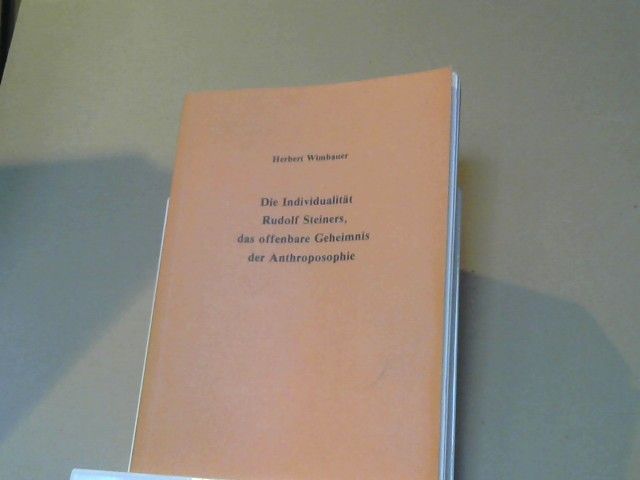 Herbert Wimbauer
Die Individualität
Rudolf Steiners,
das offenbare Geheimnis
der Anthroposophie